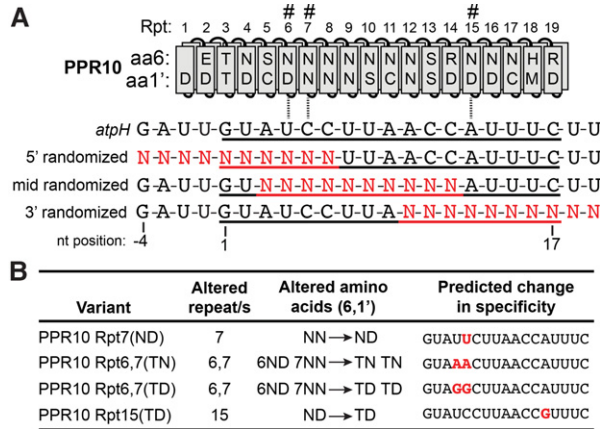 A
# # #
Rpt: 1 2 3 4 5 6 7 8 9 10 11 12 13 14 15 16 17 18 19
PPR10
aa6: E T N S N N N N N N N S R N N N H R
aa1': D D T D C D N N N S C N S D D D C M D
atpH G-A-U-U-G-U-A-U-C-C-U-U-A-A-C-C-A-U-U-U-C-U-U
5' randomized N-N-N-N-N-N-N-N-N-N-U-U-A-A-C-C-A-U-U-U-C-U-U
mid randomized G-A-U-U-G-U-N-N-N-N-N-N-N-N-N-N-A-U-U-U-C-U-U
3' randomized G-A-U-U-G-U-A-U-C-C-U-U-A-N-N-N-N-N-N-N-N-N-N
nt position: -4 1 17
B
Variant Altered repeat/s Altered amino acids (6,1') Predicted change in specificity
PPR10 Rpt7(ND) 7 NN→ND GUAUUCUUAACCAUUUC
PPR10 Rpt6,7(TN) 6,7 6ND 7NN→TN TN GUAAACUUAACCAUUUC
PPR10 Rpt6,7(TD) 6,7 6ND 7NN→TD TD GUAGGCUUAACCAUUUC
PPR10 Rpt15(TD) 15 ND→TD GUAUCCUUAACCGUUUC